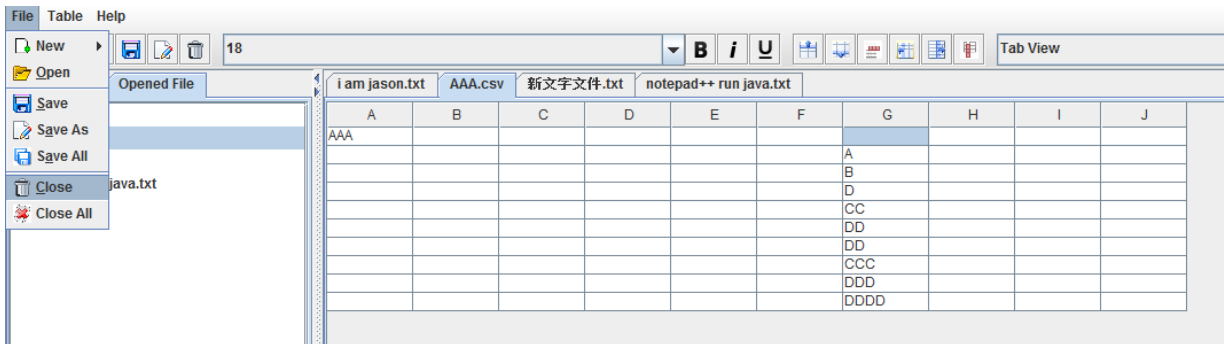 File Table Help
New
Open
Save
Save As
Save All
Close
Close All
18
B i U
Tab View
Opened File
java.txt
i am jason.txt AAA.csv 新文字文件.txt notepad++ run java.txt
A B C D E F G H I J
AAA
A
B
D
CC
DD
DD
CCC
DDD
DDDD